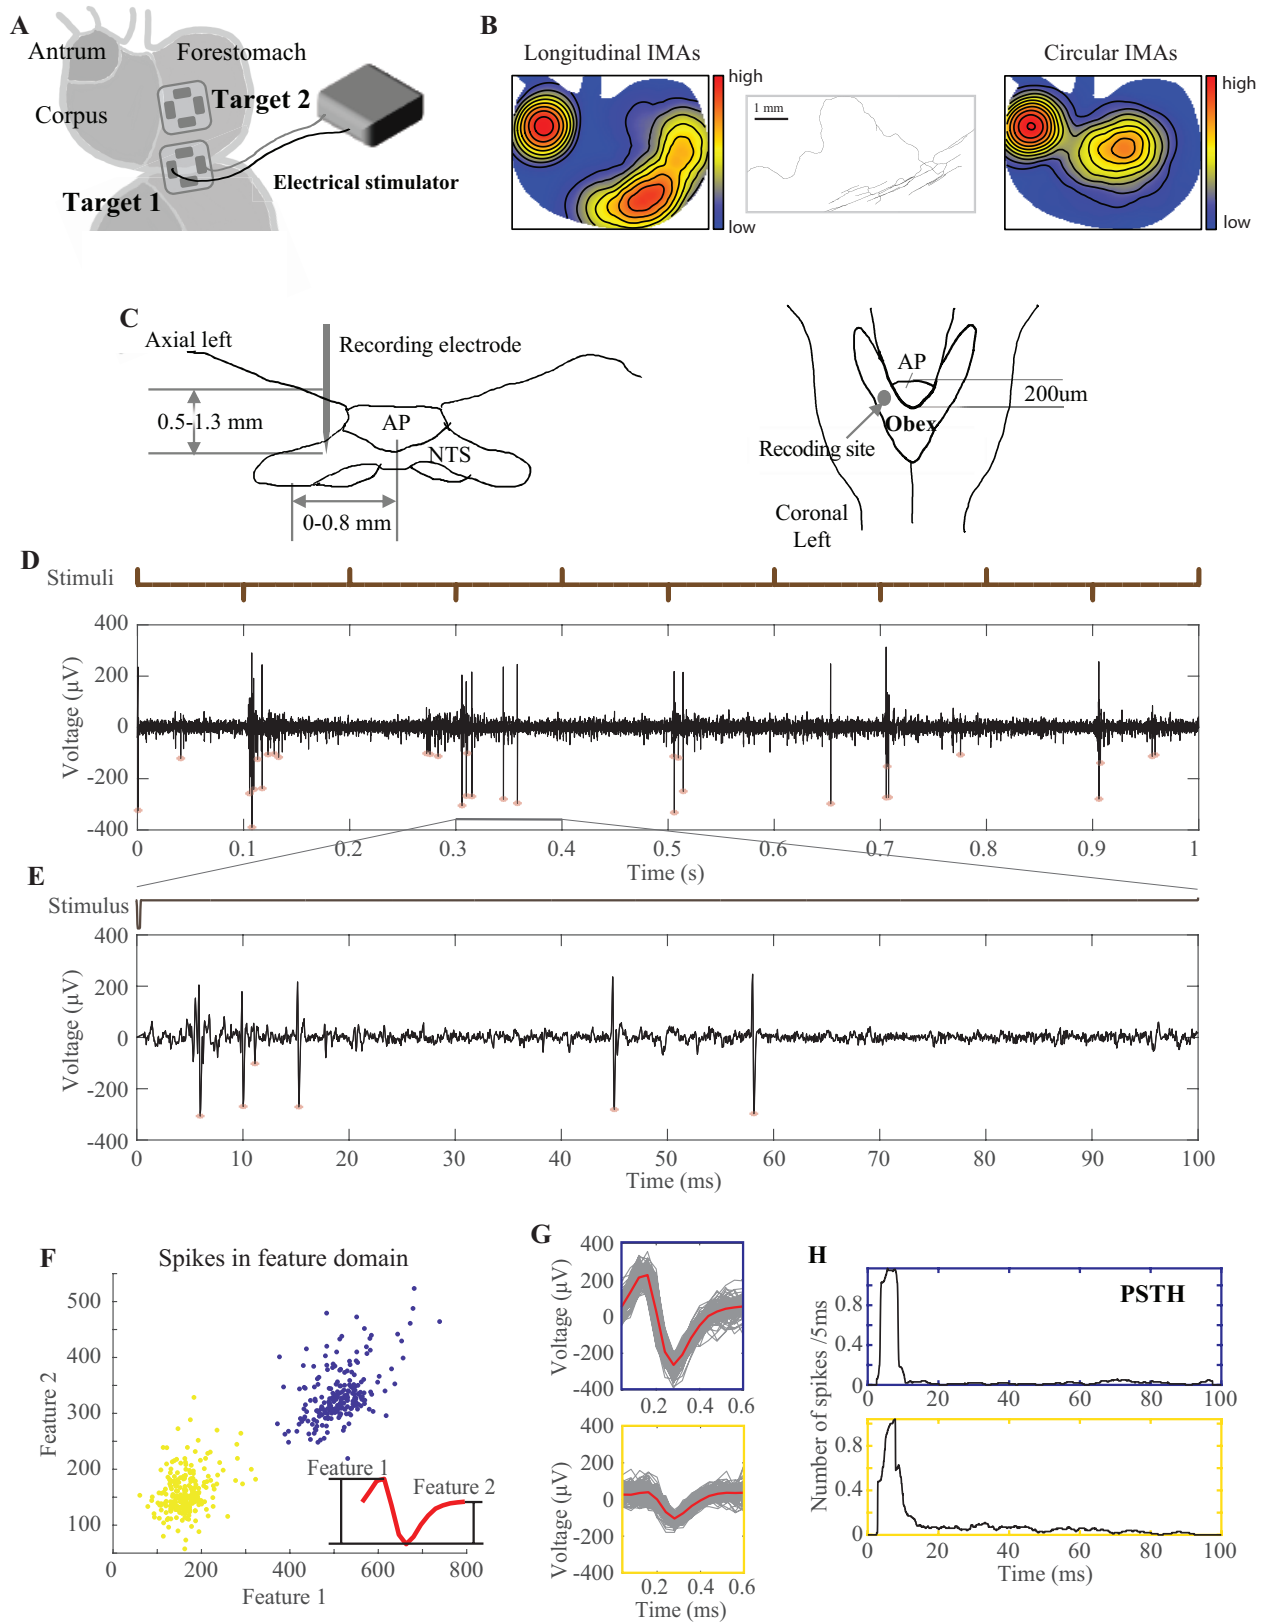 A
Antrum
Forestomach
Corpus
Target 2
Target 1
Electrical stimulator
B
Longitudinal IMAs
Circular IMAs
high
low
1 mm
high
low
C
Axial left
Recording electrode
0.5-1.3 mm
AP
NTS
0-0.8 mm
AP
200um
Obex
Recoding site
Coronal
Left
D
Stimuli
400
200
0
-200
-400
Voltage (µV)
0 0.1 0.2 0.3 0.4 0.5 0.6 0.7 0.8 0.9 1
Time (s)
E
Stimulus
400
200
0
-200
-400
Voltage (µV)
0 10 20 30 40 50 60 70 80 90 100
Time (ms)
F
Spikes in feature domain
500
400
300
200
100
Feature 2
Feature 1
Feature 2
0 200 400 600 800
Feature 1
G
400
200
0
-200
-400
Voltage (µV)
0.2 0.4 0.6
400
200
0
-200
-400
Voltage (µV)
0.2 0.4 0.6
Time (ms)
H
PSTH
0.8
0.4
0
0 20 40 60 80 100
Number of spikes /5ms
0.8
0.4
0
0 20 40 60 80 100
Time (ms)